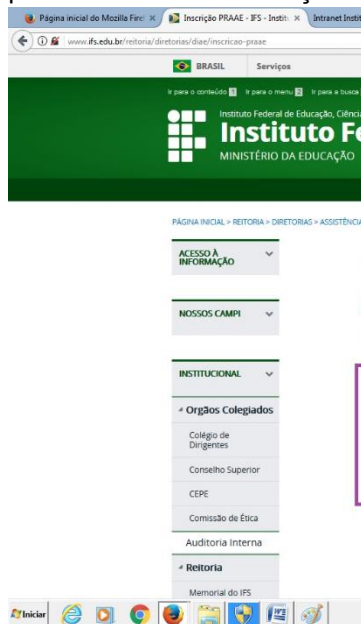 Página inicial do Mozilla Fire
Inscrição PRAAE - IFS - Instit
Intranet Instit
www.ifs.edu.br/reitoria/diretorias/diae/inscricao-praae
BRASIL Serviços
Ir para o conteúdo 1 Ir para o menu 2 Ir para a busca
Instituto Federal de Educação, Ciência
Instituto Fe
MINISTÉRIO DA EDUCAÇÃO
PÁGINA INICIAL > REITORIA > DIRETORIAS > ASSISTÊNCIA
ACESSO À
INFORMAÇÃO
NOSSOS CAMPI
INSTITUCIONAL
Orgãos Colegiados
Colégio de
Dirigentes
Conselho Superior
CEPE
Comissão de Ética
Auditoria Interna
Reitoria
Memorial do IFS
Iniciar